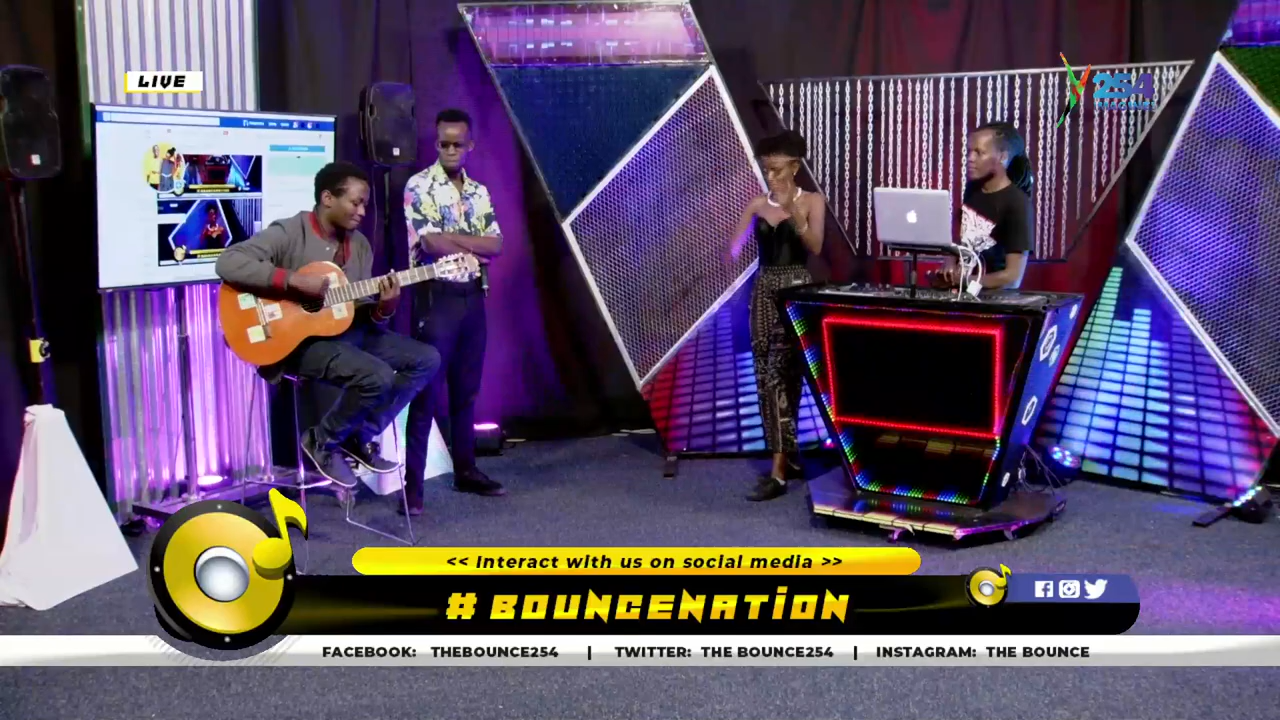 LIVE
254
<< Interact with us on social media >>
# BOUNCENATION
FACEBOOK: THEBOUNCE254 | TWITTER: THE BOUNCE254 | INSTAGRAM: THE BOUNCE